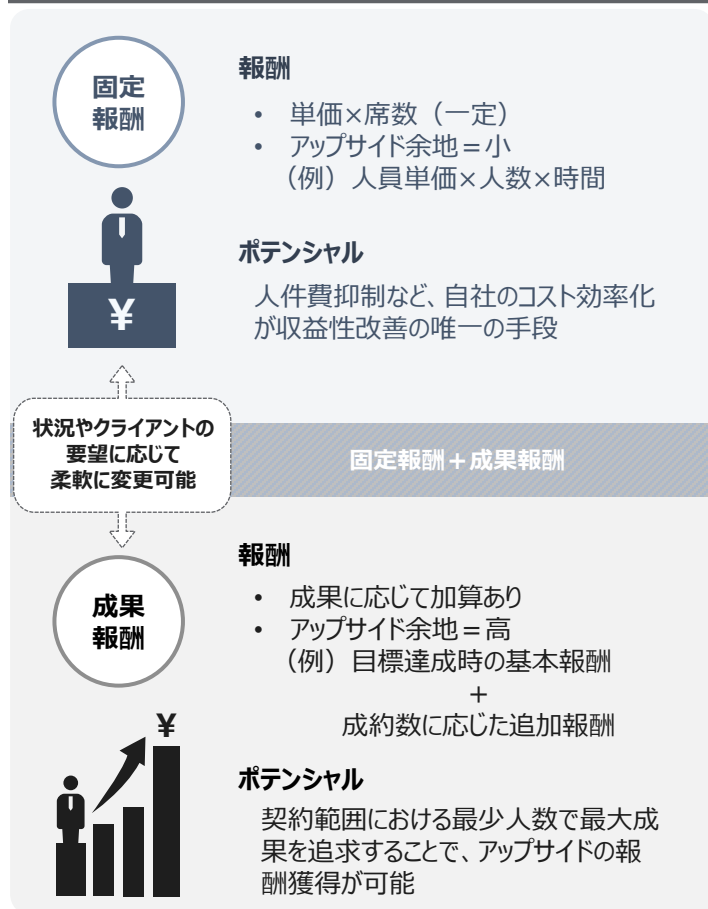 固定
報酬
報酬
• 単価×席数（一定）
• アップサイド余地＝小
（例）人員単価×人数×時間
¥
ポテンシャル
人件費抑制など、自社のコスト効率化
が収益性改善の唯一の手段
状況やクライアントの
要望に応じて
柔軟に変更可能
固定報酬＋成果報酬
成果
報酬
報酬
• 成果に応じて加算あり
• アップサイド余地＝高
（例）目標達成時の基本報酬
＋
成約数に応じた追加報酬
¥
ポテンシャル
契約範囲における最少人数で最大成
果を追求することで、アップサイドの報
酬獲得が可能